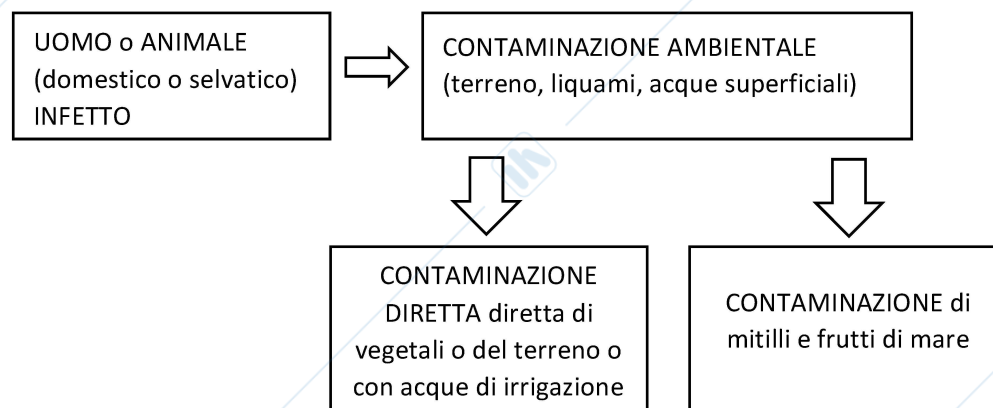 UOMO o ANIMALE
(domestico o selvatico)
INFETTO
CONTAMINAZIONE AMBIENTALE
(terreno, liquami, acque superficiali)
CONTAMINAZIONE
DIRETTA diretta di
vegetali o del terreno o
con acque di irrigazione
CONTAMINAZIONE di
mitilli e frutti di mare